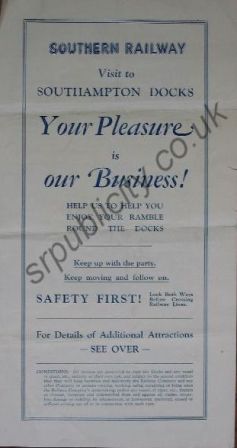 SOUTHERN RAILWAY
Visit to
SOUTHAMPTON DOCKS
Your Pleasure
is
our Business!
HELP US TO HELP YOU
ENJOY YOUR RAMBLE
ROUND THE DOCKS
Keep up with the party.
Keep moving and follow on.
SAFETY FIRST! Look Both Ways
Before Crossing
Railway Lines.
For Details of Additional Attractions
— SEE OVER —
srpublicity.co.uk